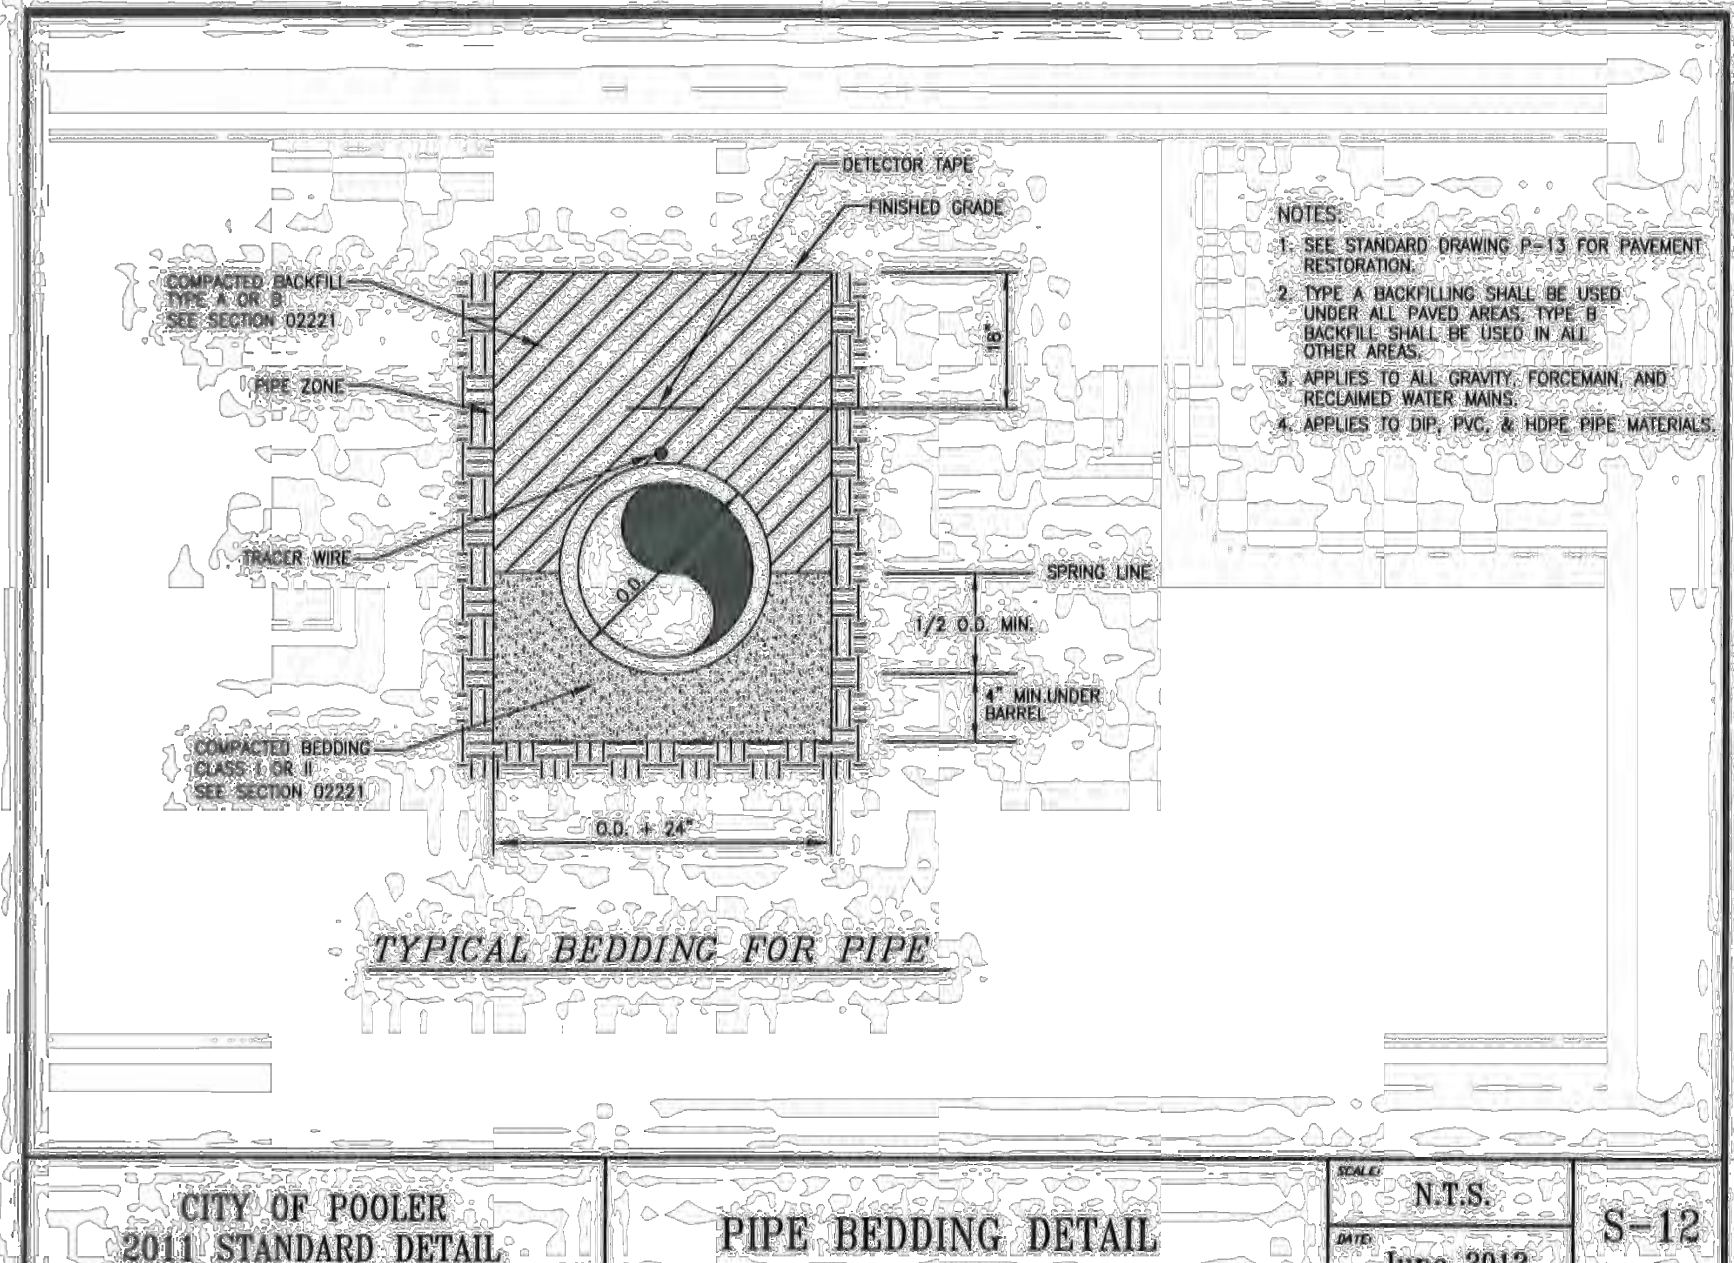 DETECTOR TAPE
FINISHED GRADE
COMPACTED BACKFILL
TYPE A OR B
SEE SECTION 02221
PIPE ZONE
18"
TRACER WIRE
O.D.
SPRING LINE
1/2 O.D. MIN.
4" MIN.UNDER
BARREL
COMPACTED BEDDING
CLASS I OR II
SEE SECTION 02221
O.D. + 24"
NOTES:
1. SEE STANDARD DRAWING P-13 FOR PAVEMENT
RESTORATION.
2. TYPE A BACKFILLING SHALL BE USED
UNDER ALL PAVED AREAS. TYPE B
BACKFILL SHALL BE USED IN ALL
OTHER AREAS.
3. APPLIES TO ALL GRAVITY, FORCEMAIN, AND
RECLAIMED WATER MAINS.
4. APPLIES TO DIP, PVC, & HDPE PIPE MATERIALS.
TYPICAL BEDDING FOR PIPE
CITY OF POOLER
2011 STANDARD DETAIL
PIPE BEDDING DETAIL
SCALE:
N.T.S.
DATE:
June 2012
S-12